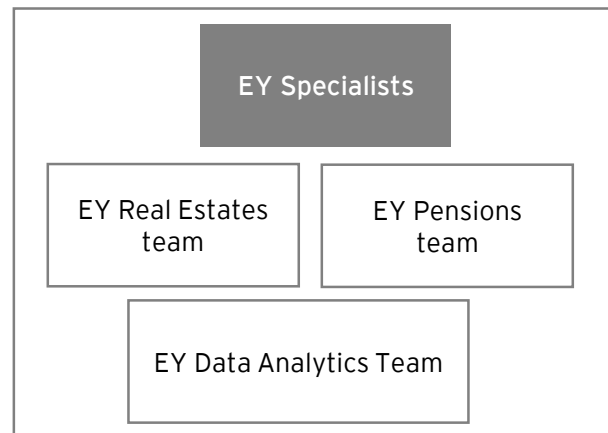 EY Specialists
EY Real Estates
team
EY Pensions
team
EY Data Analytics Team